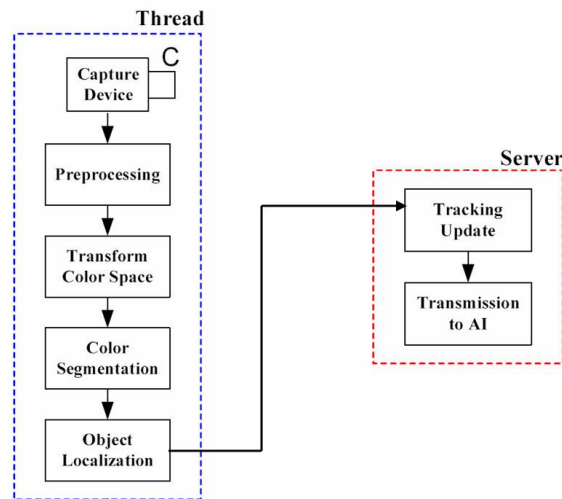 Thread
C
Capture
Device
Preprocessing
Transform
Color Space
Color
Segmentation
Object
Localization
Server
Tracking
Update
Transmission
to AI